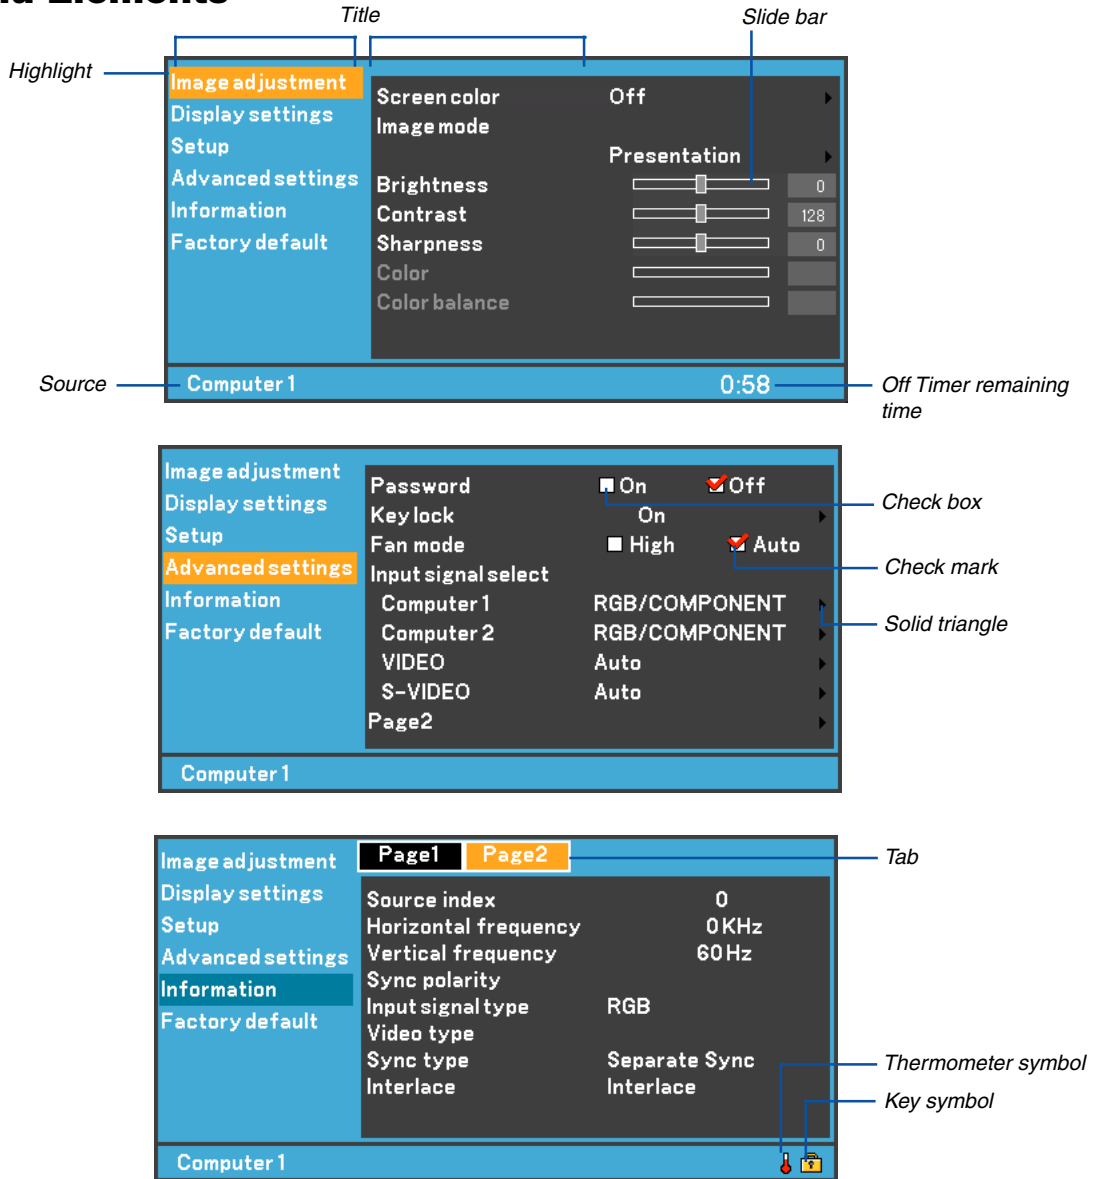 Title
Slide bar
Highlight
Image adjustment
Display settings
Setup
Advanced settings
Information
Factory default
Screen color Off
Image mode
Presentation
Brightness 0
Contrast 128
Sharpness 0
Color
Color balance
Source
Computer 1 0:58
Off Timer remaining
time
Image adjustment
Display settings
Setup
Advanced settings
Information
Factory default
Password On Off
Key lock On
Fan mode High Auto
Input signal select
Computer 1 RGB/COMPONENT
Computer 2 RGB/COMPONENT
VIDEO Auto
S-VIDEO Auto
Page2
Check box
Check mark
Solid triangle
Computer 1
Page1 Page2
Tab
Image adjustment
Display settings
Setup
Advanced settings
Information
Factory default
Source index 0
Horizontal frequency 0KHz
Vertical frequency 60Hz
Sync polarity
Input signal type RGB
Video type
Sync type Separate Sync
Interlace Interlace
Thermometer symbol
Key symbol
Computer 1